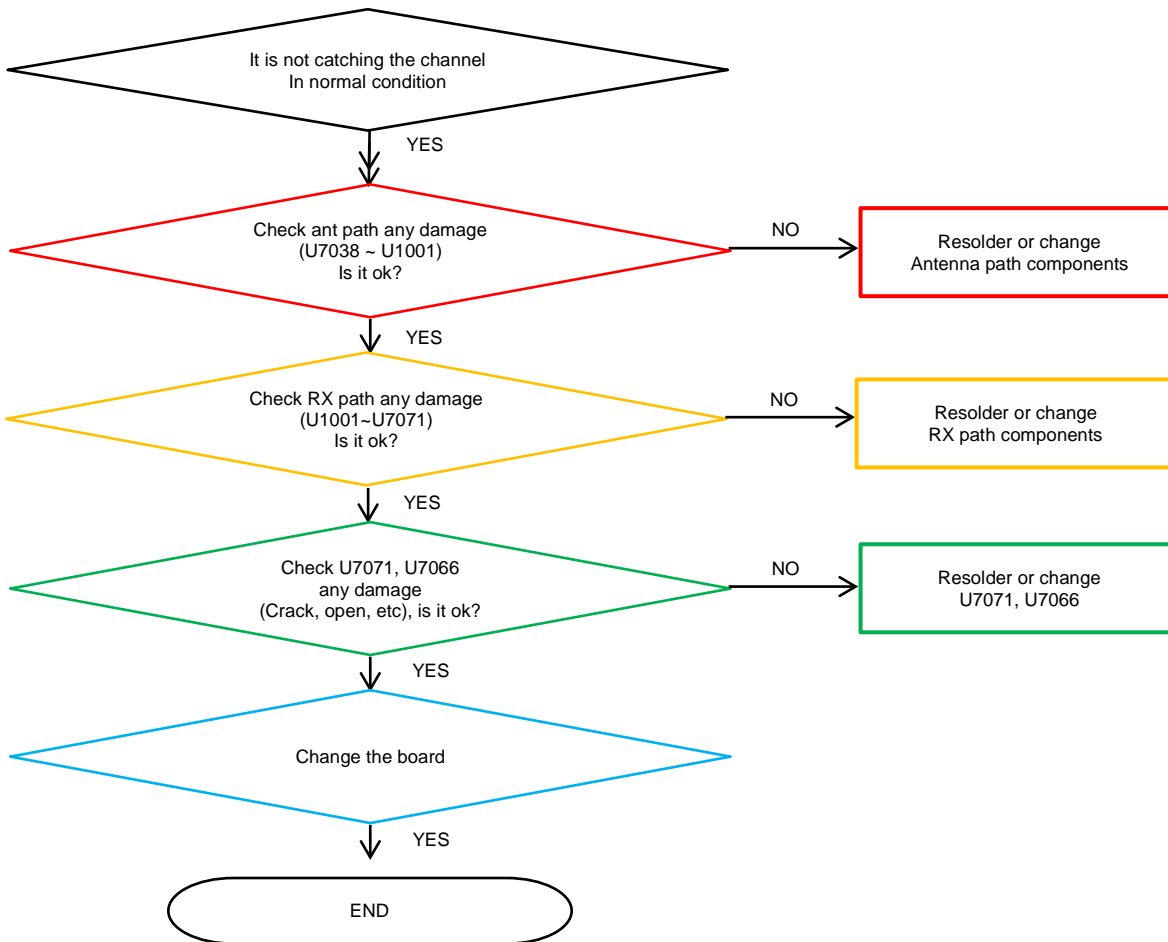 It is not catching the channel
In normal condition
YES
Check ant path any damage
(U7038 ~ U1001)
Is it ok?
NO
Resolder or change
Antenna path components
YES
Check RX path any damage
(U1001~U7071)
Is it ok?
NO
Resolder or change
RX path components
YES
Check U7071, U7066
any damage
(Crack, open, etc), is it ok?
NO
Resolder or change
U7071, U7066
YES
Change the board
YES
END